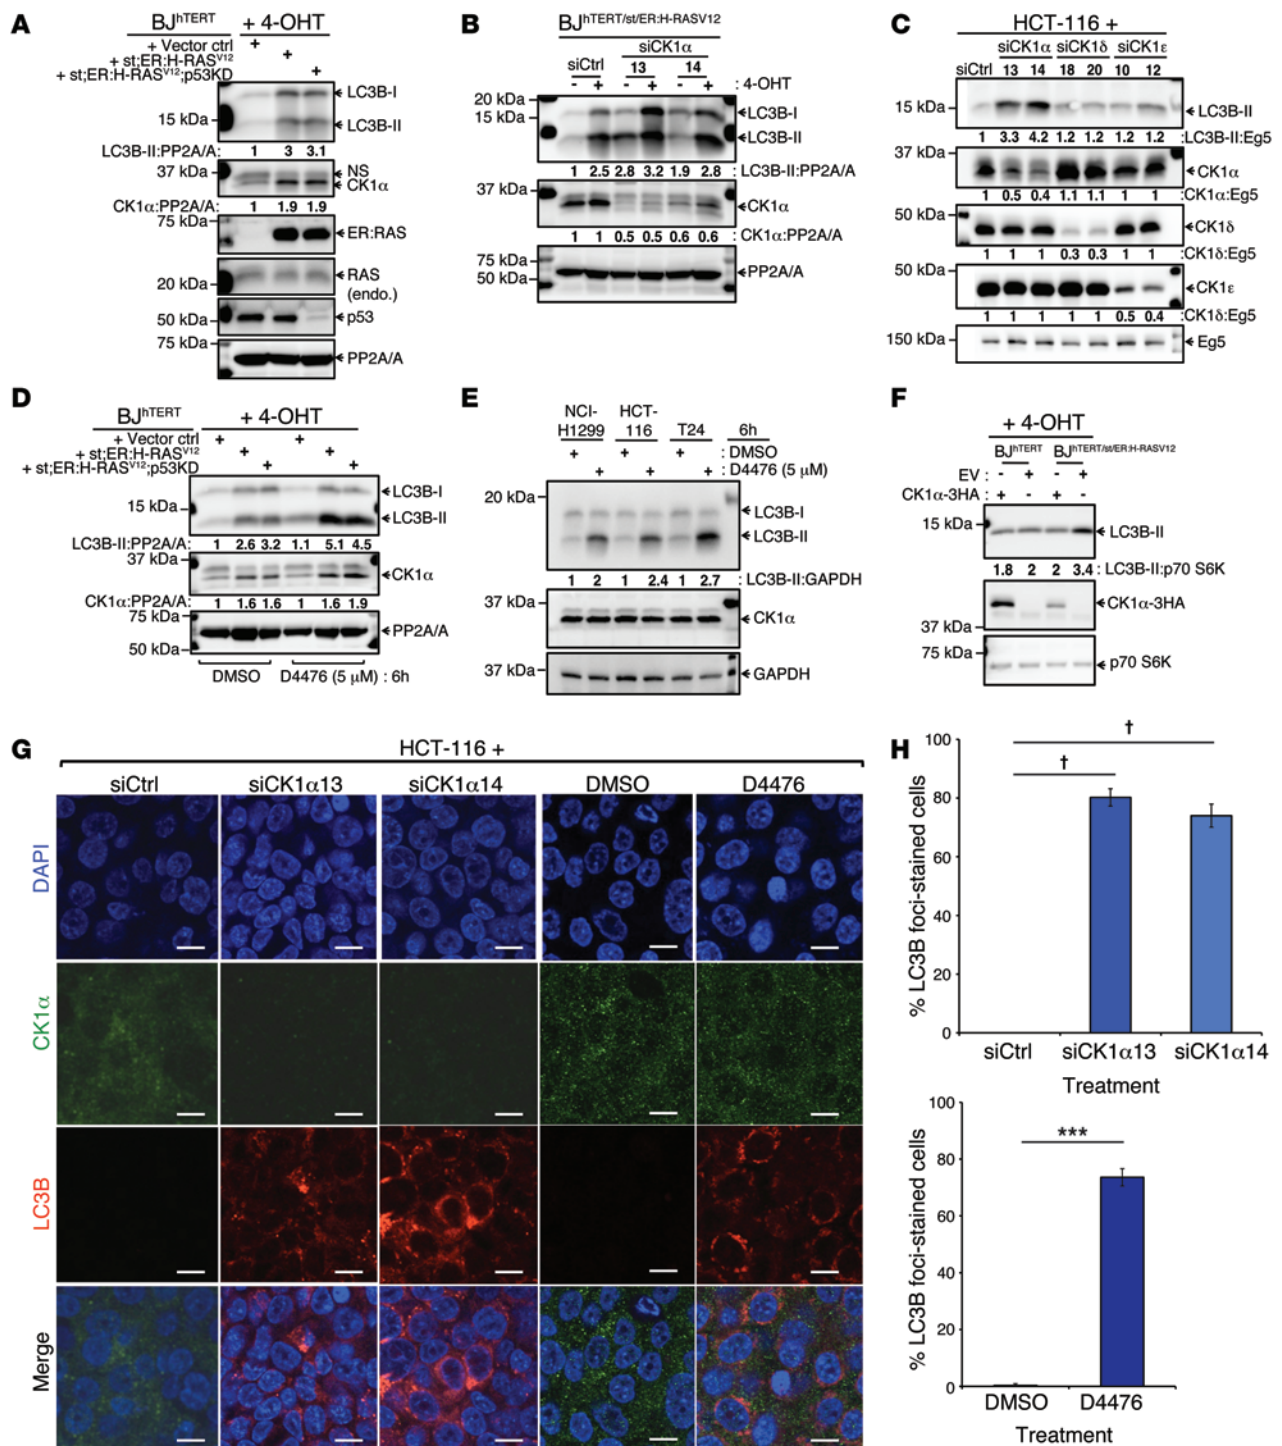 A
BJhTERT + 4-OHT
+ Vector ctrl +
+ st;ER:H-RASV12 +
+ st;ER:H-RASV12;p53KD +
LC3B-I
15 kDa LC3B-II
LC3B-II:PP2A/A: 1 3 3.1
37 kDa NS
CK1α
CK1α:PP2A/A: 1 1.9 1.9
75 kDa
ER:RAS
RAS
20 kDa (endo.)
50 kDa p53
75 kDa
PP2A/A
B
BJhTERT/st/ER:H-RASV12
siCK1α
siCtrl 13 14
- + - + - + : 4-OHT
20 kDa
15 kDa LC3B-I
LC3B-II
1 2.5 2.8 3.2 1.9 2.8 :LC3B-II:PP2A/A
37 kDa
CK1α
1 1 0.5 0.5 0.6 0.6 : CK1α:PP2A/A
75 kDa
50 kDa PP2A/A
C
HCT-116 +
siCK1α siCK1δ siCK1ε
siCtrl 13 14 18 20 10 12
15 kDa LC3B-II
1 3.3 4.2 1.2 1.2 1.2 1.2 :LC3B-II:Eg5
37 kDa
CK1α
1 0.5 0.4 1.1 1.1 1 1 :CK1α:Eg5
50 kDa
CK1δ
1 1 1 0.3 0.3 1 1 :CK1δ:Eg5
50 kDa
CK1ε
1 1 1 1 1 0.5 0.4 :CK1δ:Eg5
150 kDa Eg5
D
BJhTERT + 4-OHT
+ Vector ctrl + +
+ st;ER:H-RASV12 + +
+ st;ER:H-RASV12;p53KD + +
LC3B-I
15 kDa
LC3B-II
LC3B-II:PP2A/A: 1 2.6 3.2 1.1 5.1 4.5
37 kDa
CK1α
CK1α:PP2A/A: 1 1.6 1.6 1 1.6 1.9
75 kDa
PP2A/A
50 kDa
DMSO D4476 (5 µM) : 6h
E
NCI-H1299 HCT-116 T24 6h
+ + + : DMSO
+ + + : D4476 (5 µM)
20 kDa
LC3B-I
LC3B-II
1 2 1 2.4 1 2.7 :LC3B-II:GAPDH
37 kDa
CK1α
37 kDa GAPDH
F
+ 4-OHT
BJhTERT BJhTERT/st/ER:H-RASV12
EV : - + - +
CK1α-3HA : + - + -
15 kDa
LC3B-II
1.8 2 2 3.4 :LC3B-II:p70 S6K
CK1α-3HA
37 kDa
75 kDa
p70 S6K
G
HCT-116 +
siCtrl siCK1α13 siCK1α14 DMSO D4476
DAPI
CK1α
LC3B
Merge
H
% LC3B foci-stained cells
100
80
60
40
20
0
† †
siCtrl siCK1α13 siCK1α14
Treatment
% LC3B foci-stained cells
100
80
60
40
20
0
***
DMSO D4476
Treatment